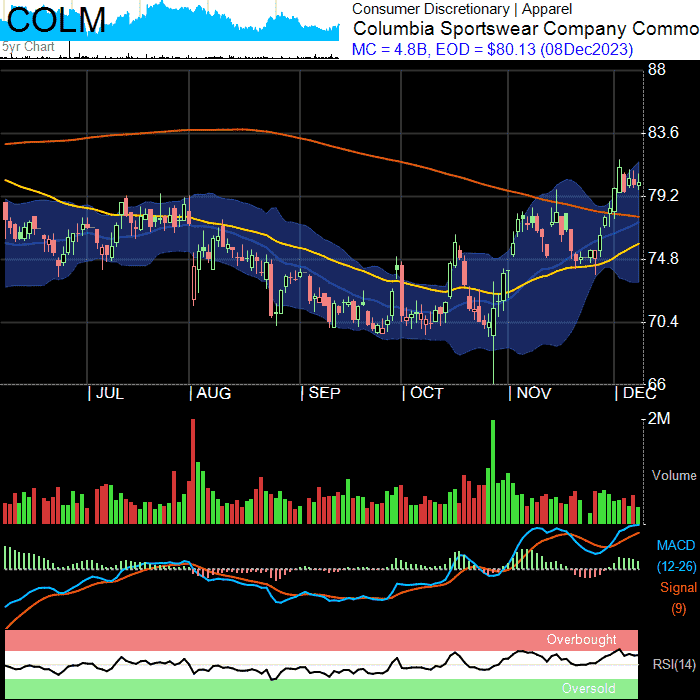 COLM
5yr Chart
Consumer Discretionary | Apparel
Columbia Sportswear Company Commo
MC = 4.8B, EOD = $80.13 (08Dec2023)
88
83.6
79.2
74.8
70.4
66
| JUL | AUG | SEP | OCT | NOV | DEC
2M
Volume
MACD
(12-26)
Signal
(9)
Overbought
RSI(14)
Oversold